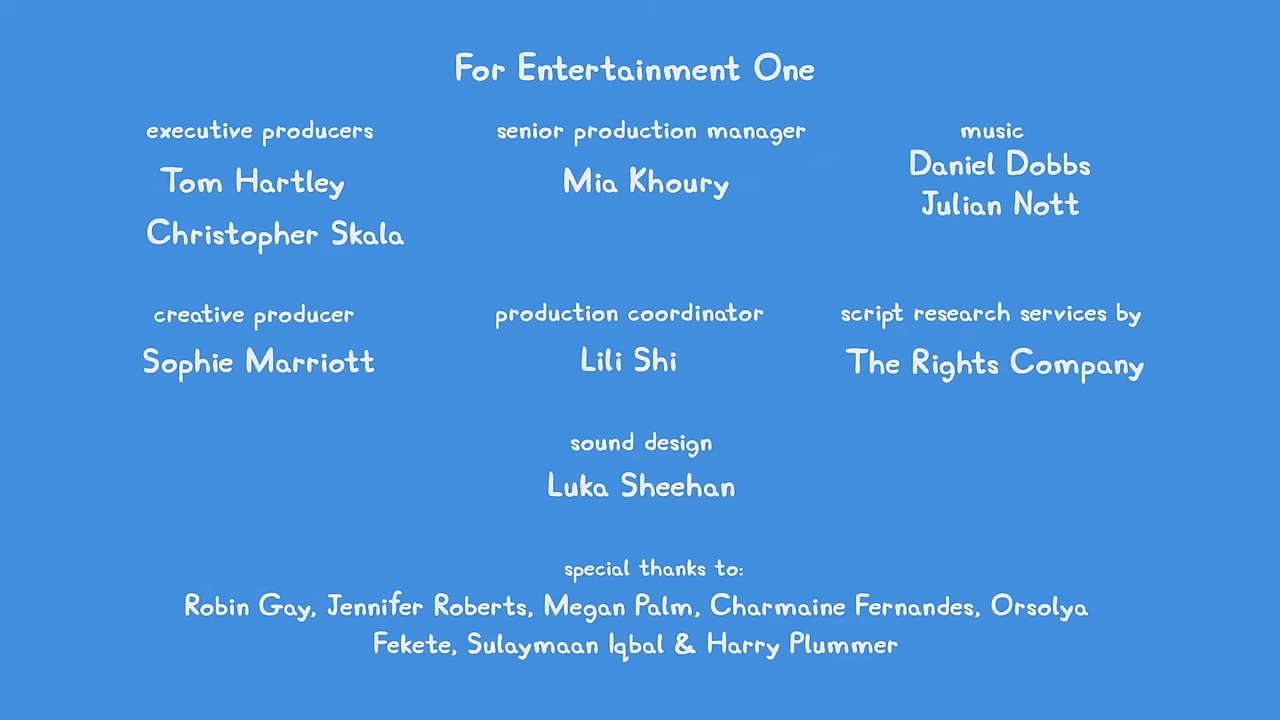 For Entertainment One
executive producers
Tom Hartley
Christopher Skala
senior production manager
Mia Khoury
music
Daniel Dobbs
Julian Nott
creative producer
Sophie Marriott
production coordinator
Lili Shi
script research services by
The Rights Company
sound design
Luka Sheehan
special thanks to:
Robin Gay, Jennifer Roberts, Megan Palm, Charmaine Fernandes, Orsolya
Fekete, Sulaymaan Iqbal & Harry Plummer